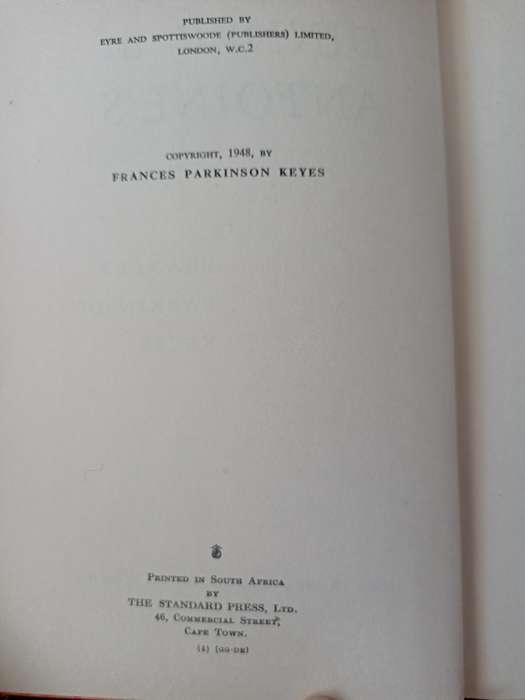 PUBLISHED BY
EYRE AND SPOTTISWOODE (PUBLISHERS) LIMITED,
LONDON, W.C.2
COPYRIGHT, 1948, BY
FRANCES PARKINSON KEYES
PRINTED IN SOUTH AFRICA
BY
THE STANDARD PRESS, LTD.
46, COMMERCIAL STREET,
CAPE TOWN.